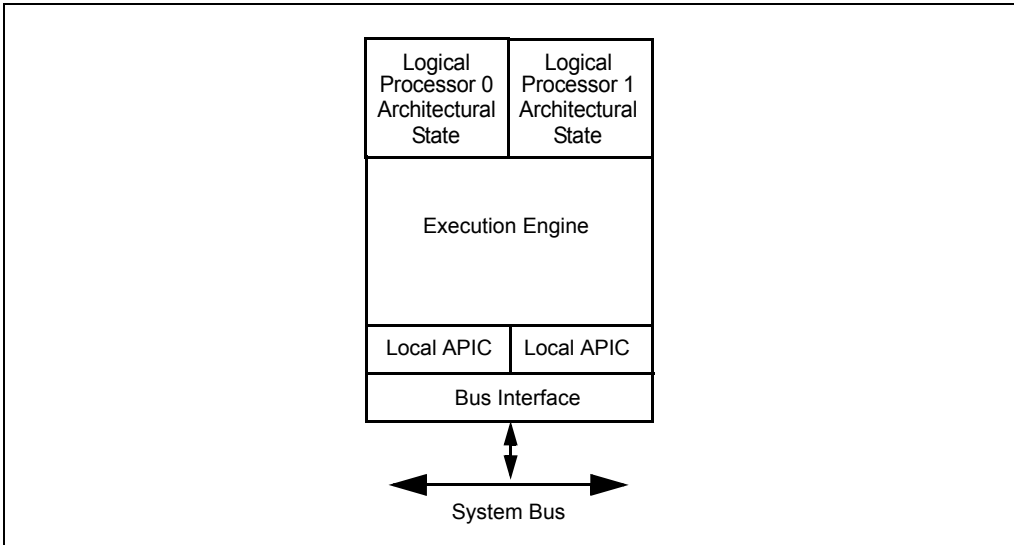 Logical
Processor 0
Architectural
State
Logical
Processor 1
Architectural
State
Execution Engine
Local APIC
Local APIC
Bus Interface
System Bus